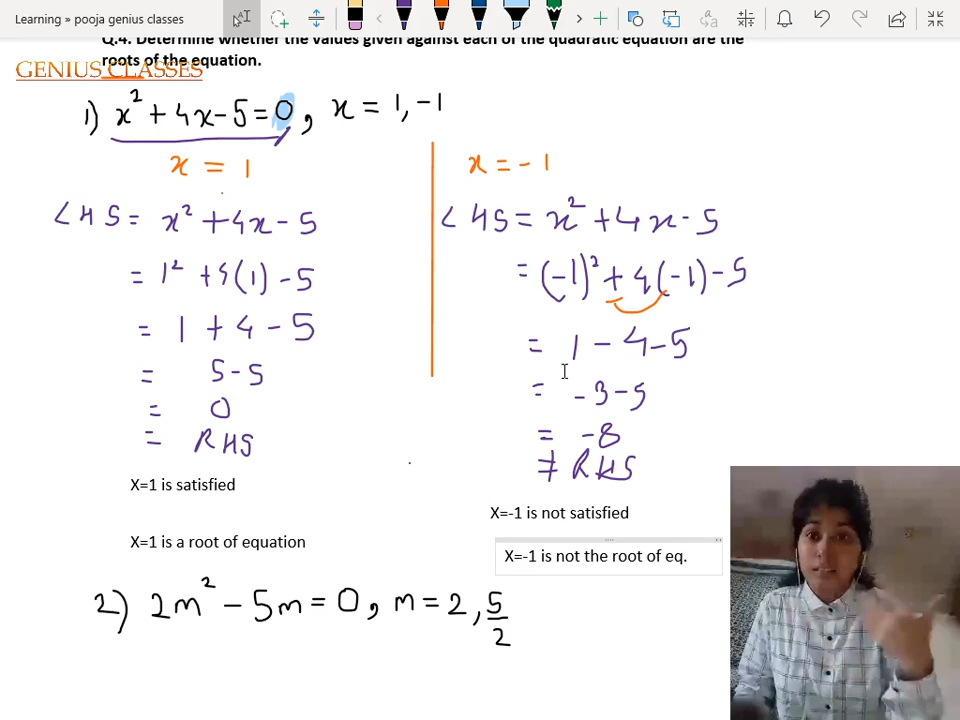 Learning » pooja genius classes
Q.4. Determine whether the values given against each of the quadratic equation are the
roots of the equation.
GENIUS CLASSES
1) x² + 4x - 5 = 0, x = 1, -1
x = 1
LHS = x² + 4x - 5
= 1² + 4(1) - 5
= 1 + 4 - 5
= 5 - 5
= 0
= RHS
X=1 is satisfied
X=1 is a root of equation
x = -1
LHS = x² + 4x - 5
= (-1)² + 4(-1) - 5
= 1 - 4 - 5
= -3 - 5
= -8
≠ RHS
X=-1 is not satisfied
X=-1 is not the root of eq.
2) 2m² - 5m = 0, m = 2, 5/2